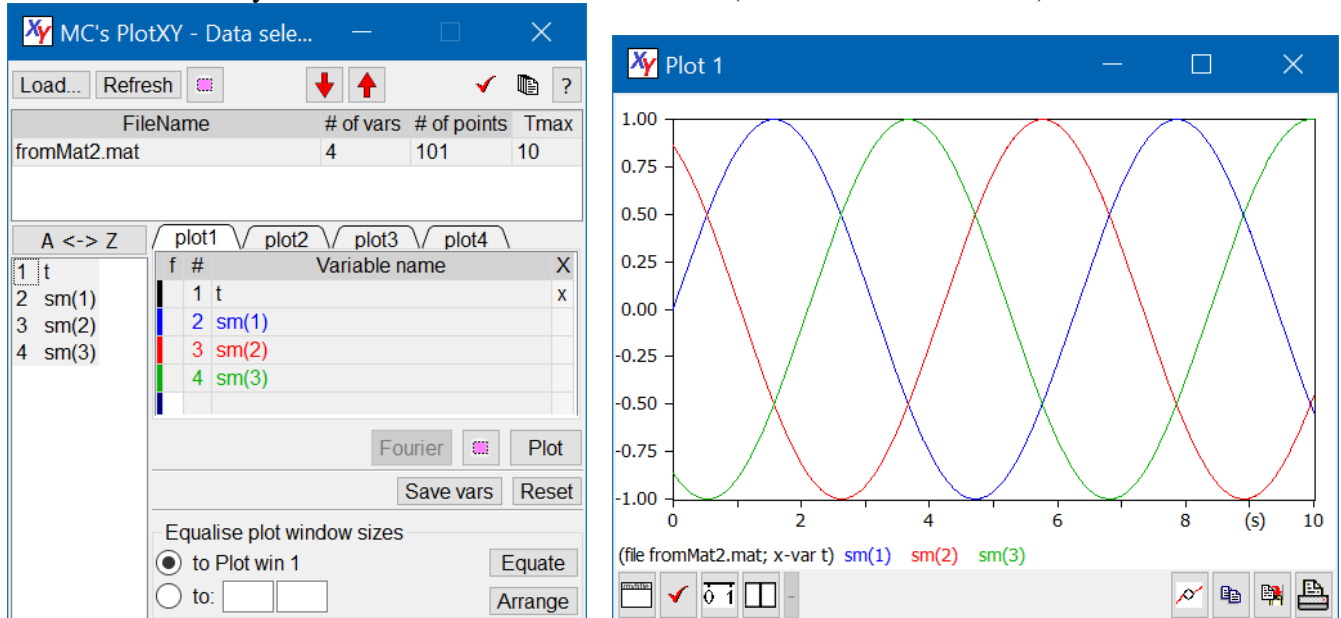 MC's PlotXY - Data sele...
Load... Refresh ?
FileName # of vars # of points Tmax
fromMat2.mat 4 101 10
A <-> Z plot1 plot2 plot3 plot4
f # Variable name X
1 t
2 sm(1)
3 sm(2)
4 sm(3)
1 t x
2 sm(1)
3 sm(2)
4 sm(3)
Fourier Plot
Save vars Reset
Equalise plot window sizes
to Plot win 1 Equate
to: Arrange
XY Plot 1
1.00
0.75
0.50
0.25
0.00
-0.25
-0.50
-0.75
-1.00
0 2 4 6 8 (s) 10
(file fromMat2.mat; x-var t) sm(1) sm(2) sm(3)
0 1